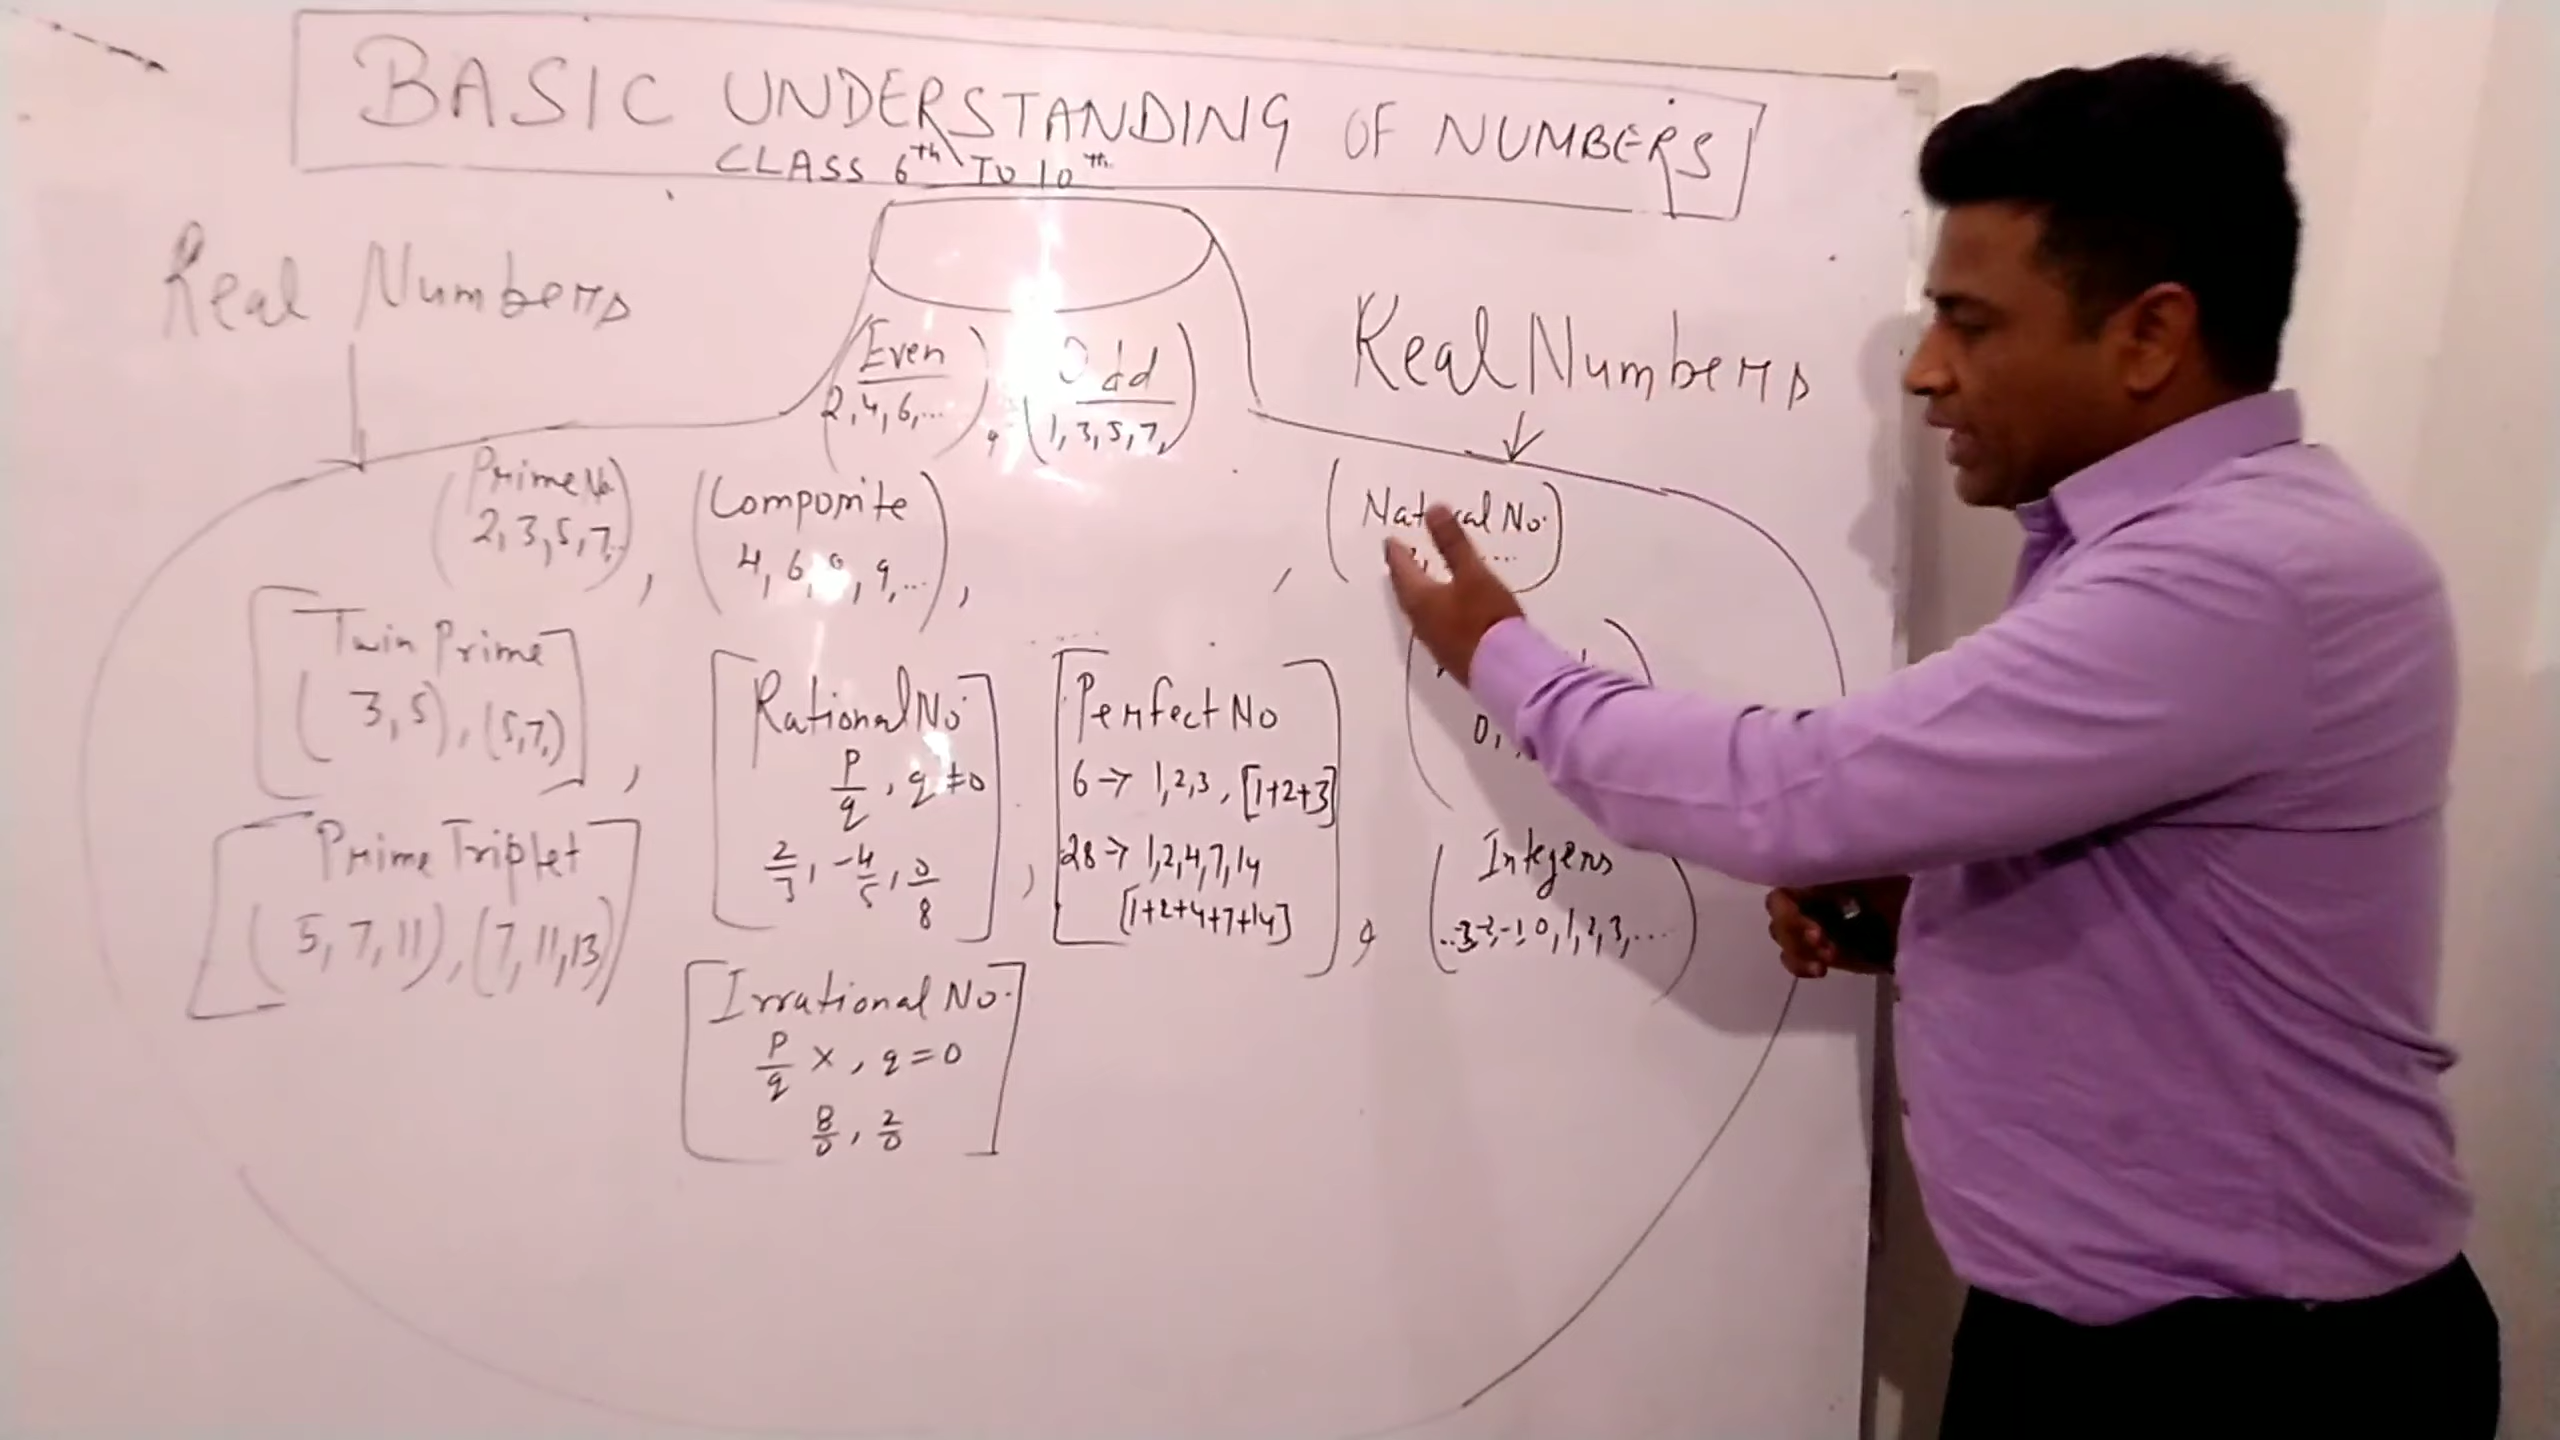 BASIC UNDERSTANDING OF NUMBERS
CLASS 6th TO 10th
Real Numbers
Real Numbers
Even
2, 4, 6, ...
,
Odd
1, 3, 5, 7,
Prime No
2, 3, 5, 7, ..
,
Composite
4, 6, 9, ...
,
,
Natural No.
Twin Prime
(3, 5), (5, 7,)
,
Rational No.
p/q, q ≠ 0
2/3, -4/5, 0/8
,
Perfect No
6 → 1, 2, 3, [1+2+3]
28 → 1, 2, 4, 7, 14
[1+2+4+7+14]
,
0,
Integers
..-3,-2,-1,0,1,2,3,....
Prime Triplet
(5, 7, 11), (7, 11, 13)
Irrational No.
p/q ×, q = 0
8/0, 2/0